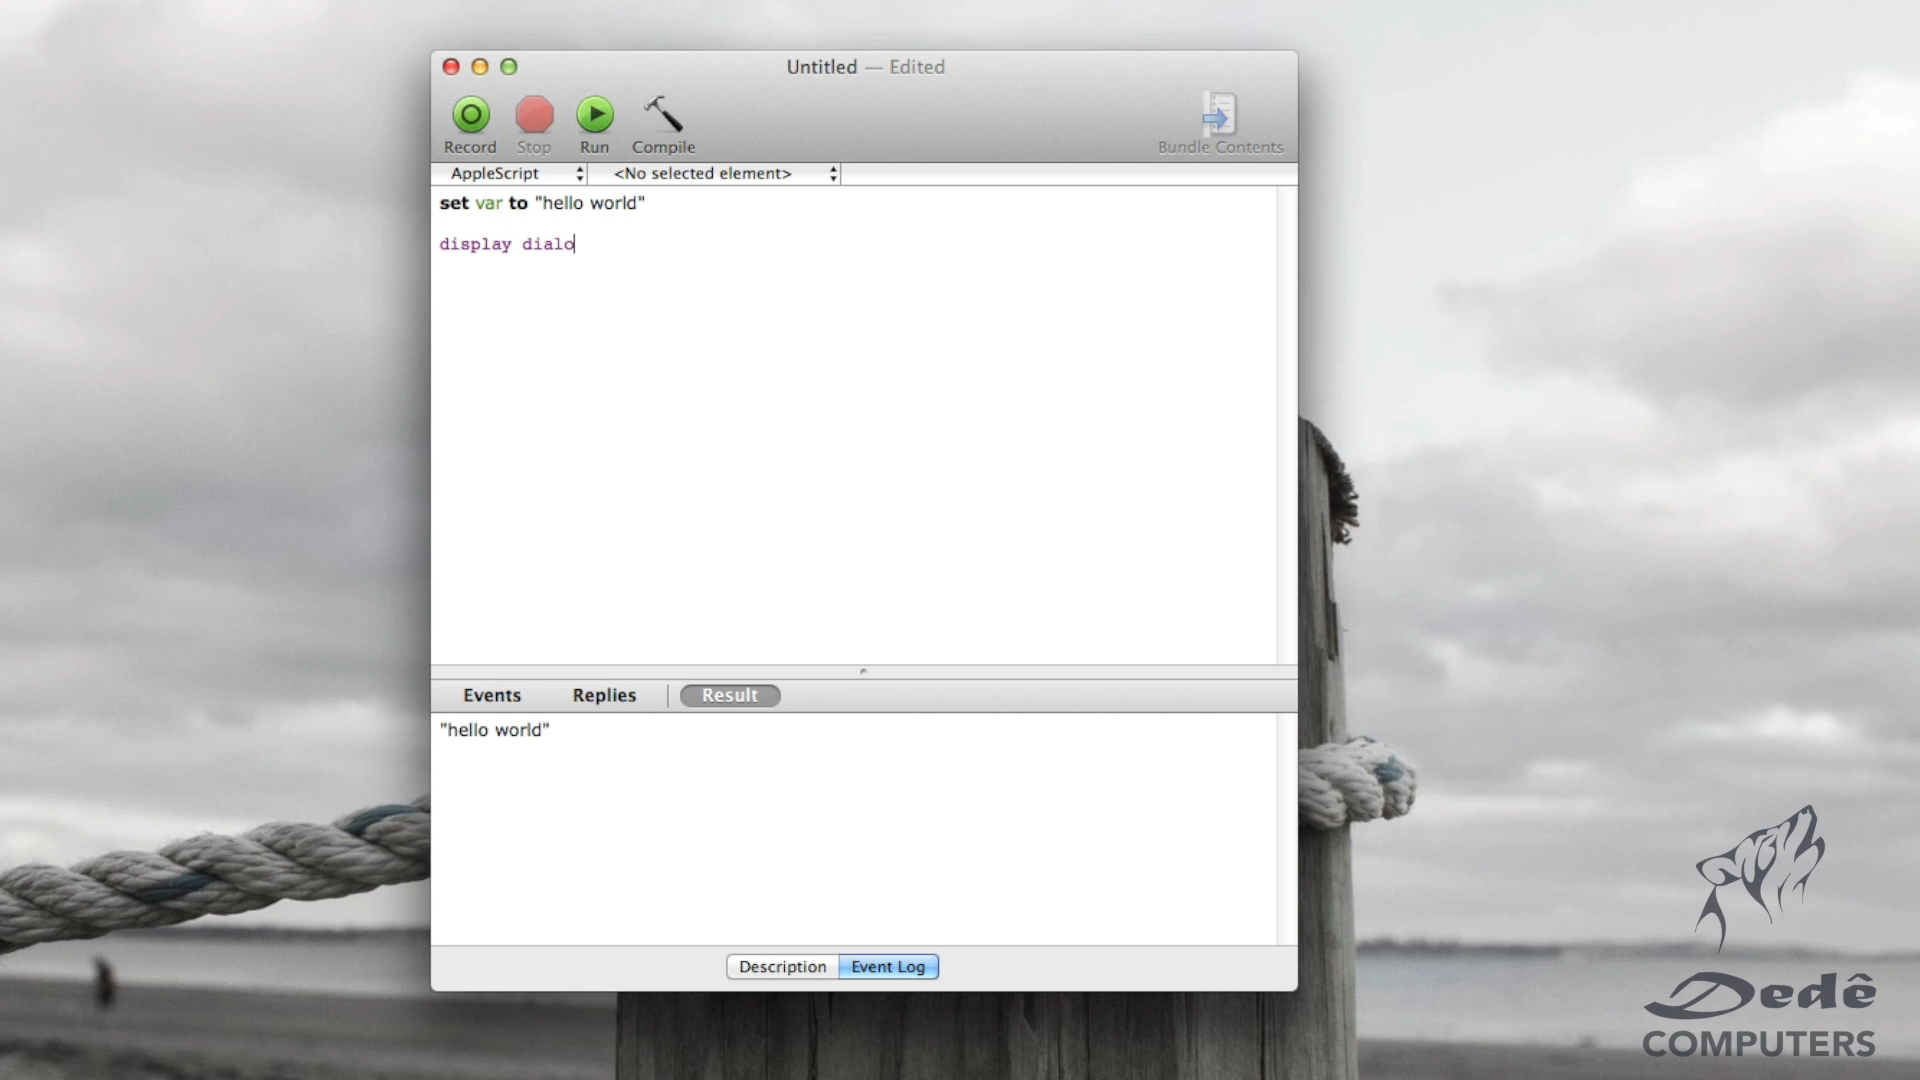 Untitled — Edited
Record Stop Run Compile Bundle Contents
AppleScript <No selected element>
set var to "hello world"
display dialo
Events Replies Result
"hello world"
Description Event Log
Dedê
COMPUTERS